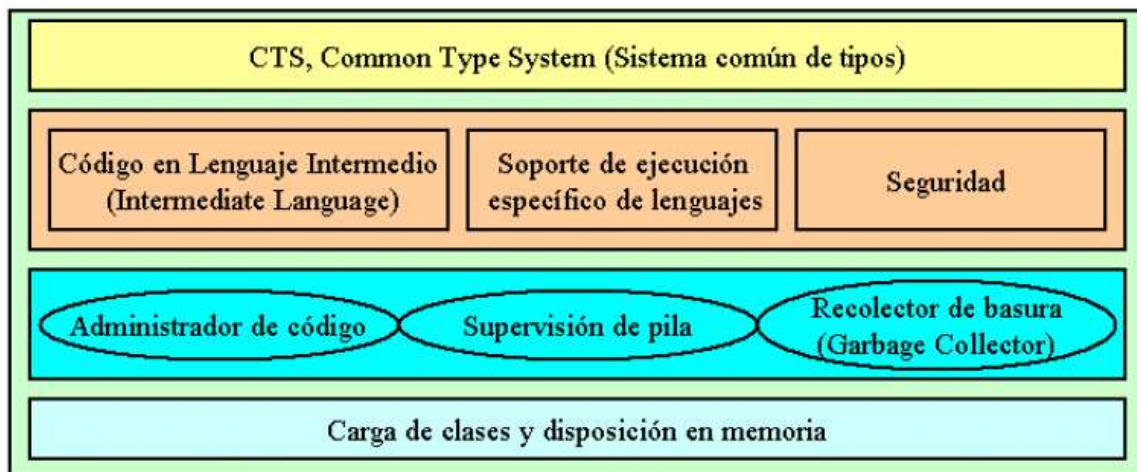 CTS, Common Type System (Sistema común de tipos)
Código en Lenguaje Intermedio
(Intermediate Language)
Soporte de ejecución
específico de lenguajes
Seguridad
Administrador de código
Supervisión de pila
Recolector de basura
(Garbage Collector)
Carga de clases y disposición en memoria